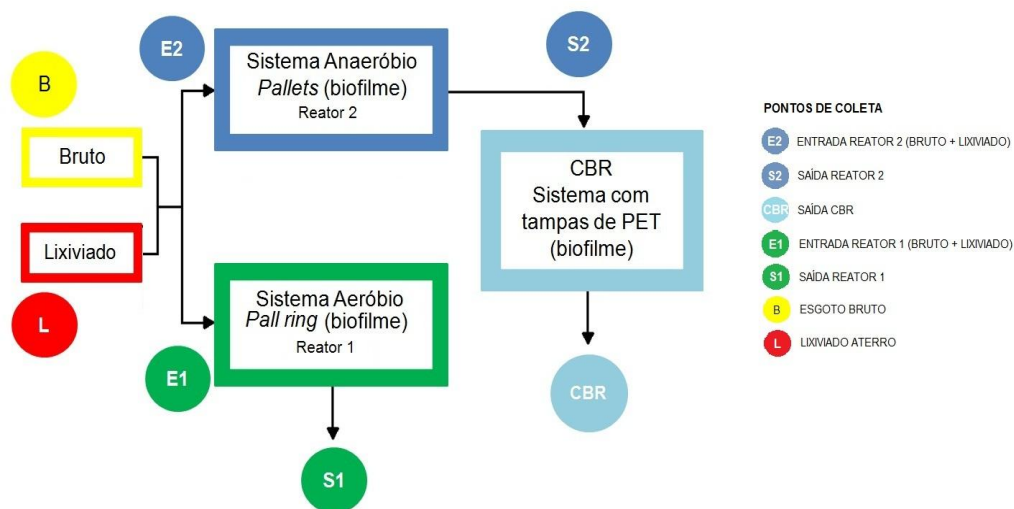 E2
Sistema Anaeróbio
Pallets (biofilme)
Reator 2
S2
B
Bruto
Lixiviado
L
CBR
Sistema com
tampas de PET
(biofilme)
Sistema Aeróbio
Pall ring (biofilme)
Reator 1
E1
S1
CBR
PONTOS DE COLETA
E2 ENTRADA REATOR 2 (BRUTO + LIXIVIADO)
S2 SAÍDA REATOR 2
CBR SAÍDA CBR
E1 ENTRADA REATOR 1 (BRUTO + LIXIVIADO)
S1 SAÍDA REATOR 1
B ESGOTO BRUTO
L LIXIVIADO ATERRO